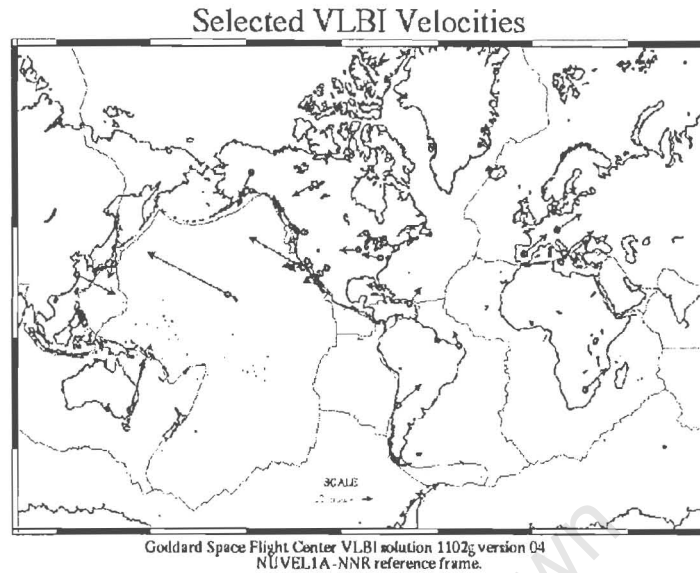 Selected VLBI Velocities
SCALE
Goddard Space Flight Center VLBI solution 1102g version 04
NUVEL1A-NNR reference frame.